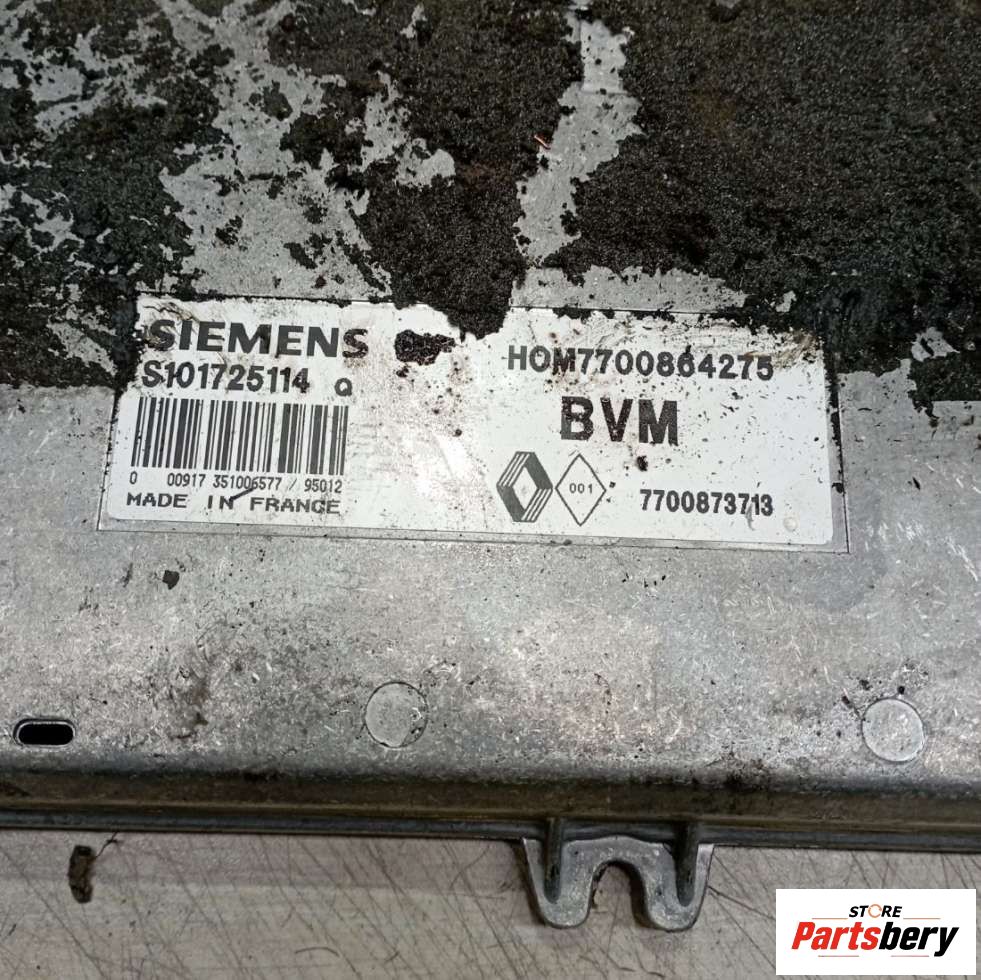 SIEMENS
S101725114 Q
0 00917 351006577 / 95012
MADE IN FRANCE
HOM7700864275
BVM
001
7700873713
STORE
Partsbery